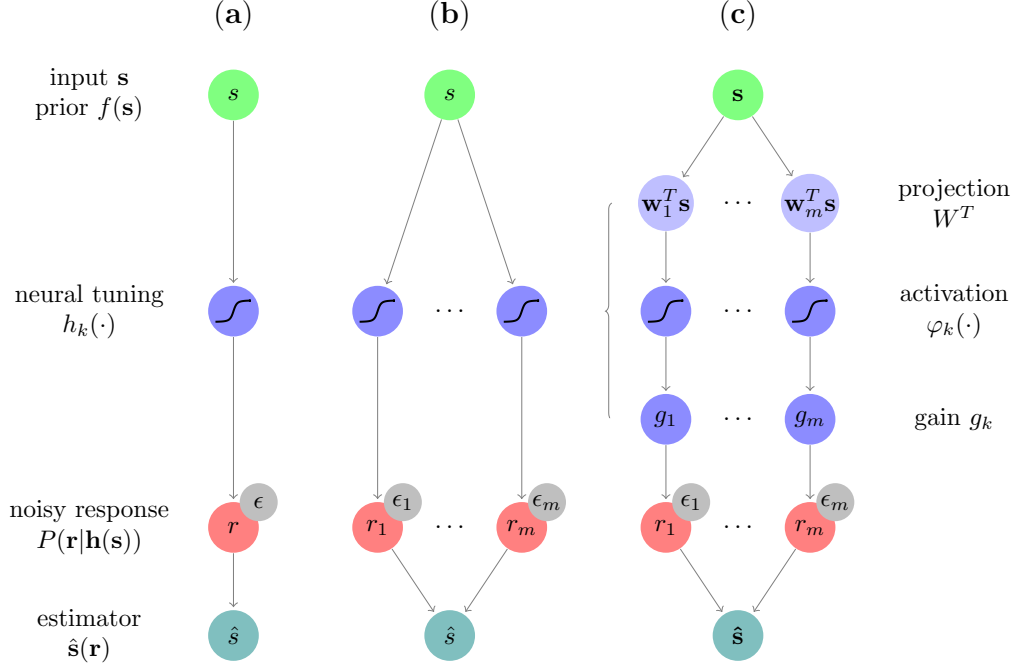 (a) (b) (c)
input s s s s
prior f(s)
w₁ᵀs ··· wₘᵀs projection
Wᵀ
neural tuning ··· ··· activation
hₖ(·) φₖ(·)
g₁ ··· gₘ gain gₖ
ϵ ϵ₁ ϵₘ ϵ₁ ϵₘ
noisy response r r₁ ··· rₘ r₁ ··· rₘ
P(r|h(s))
estimator ŝ ŝ ŝ
ŝ(r)